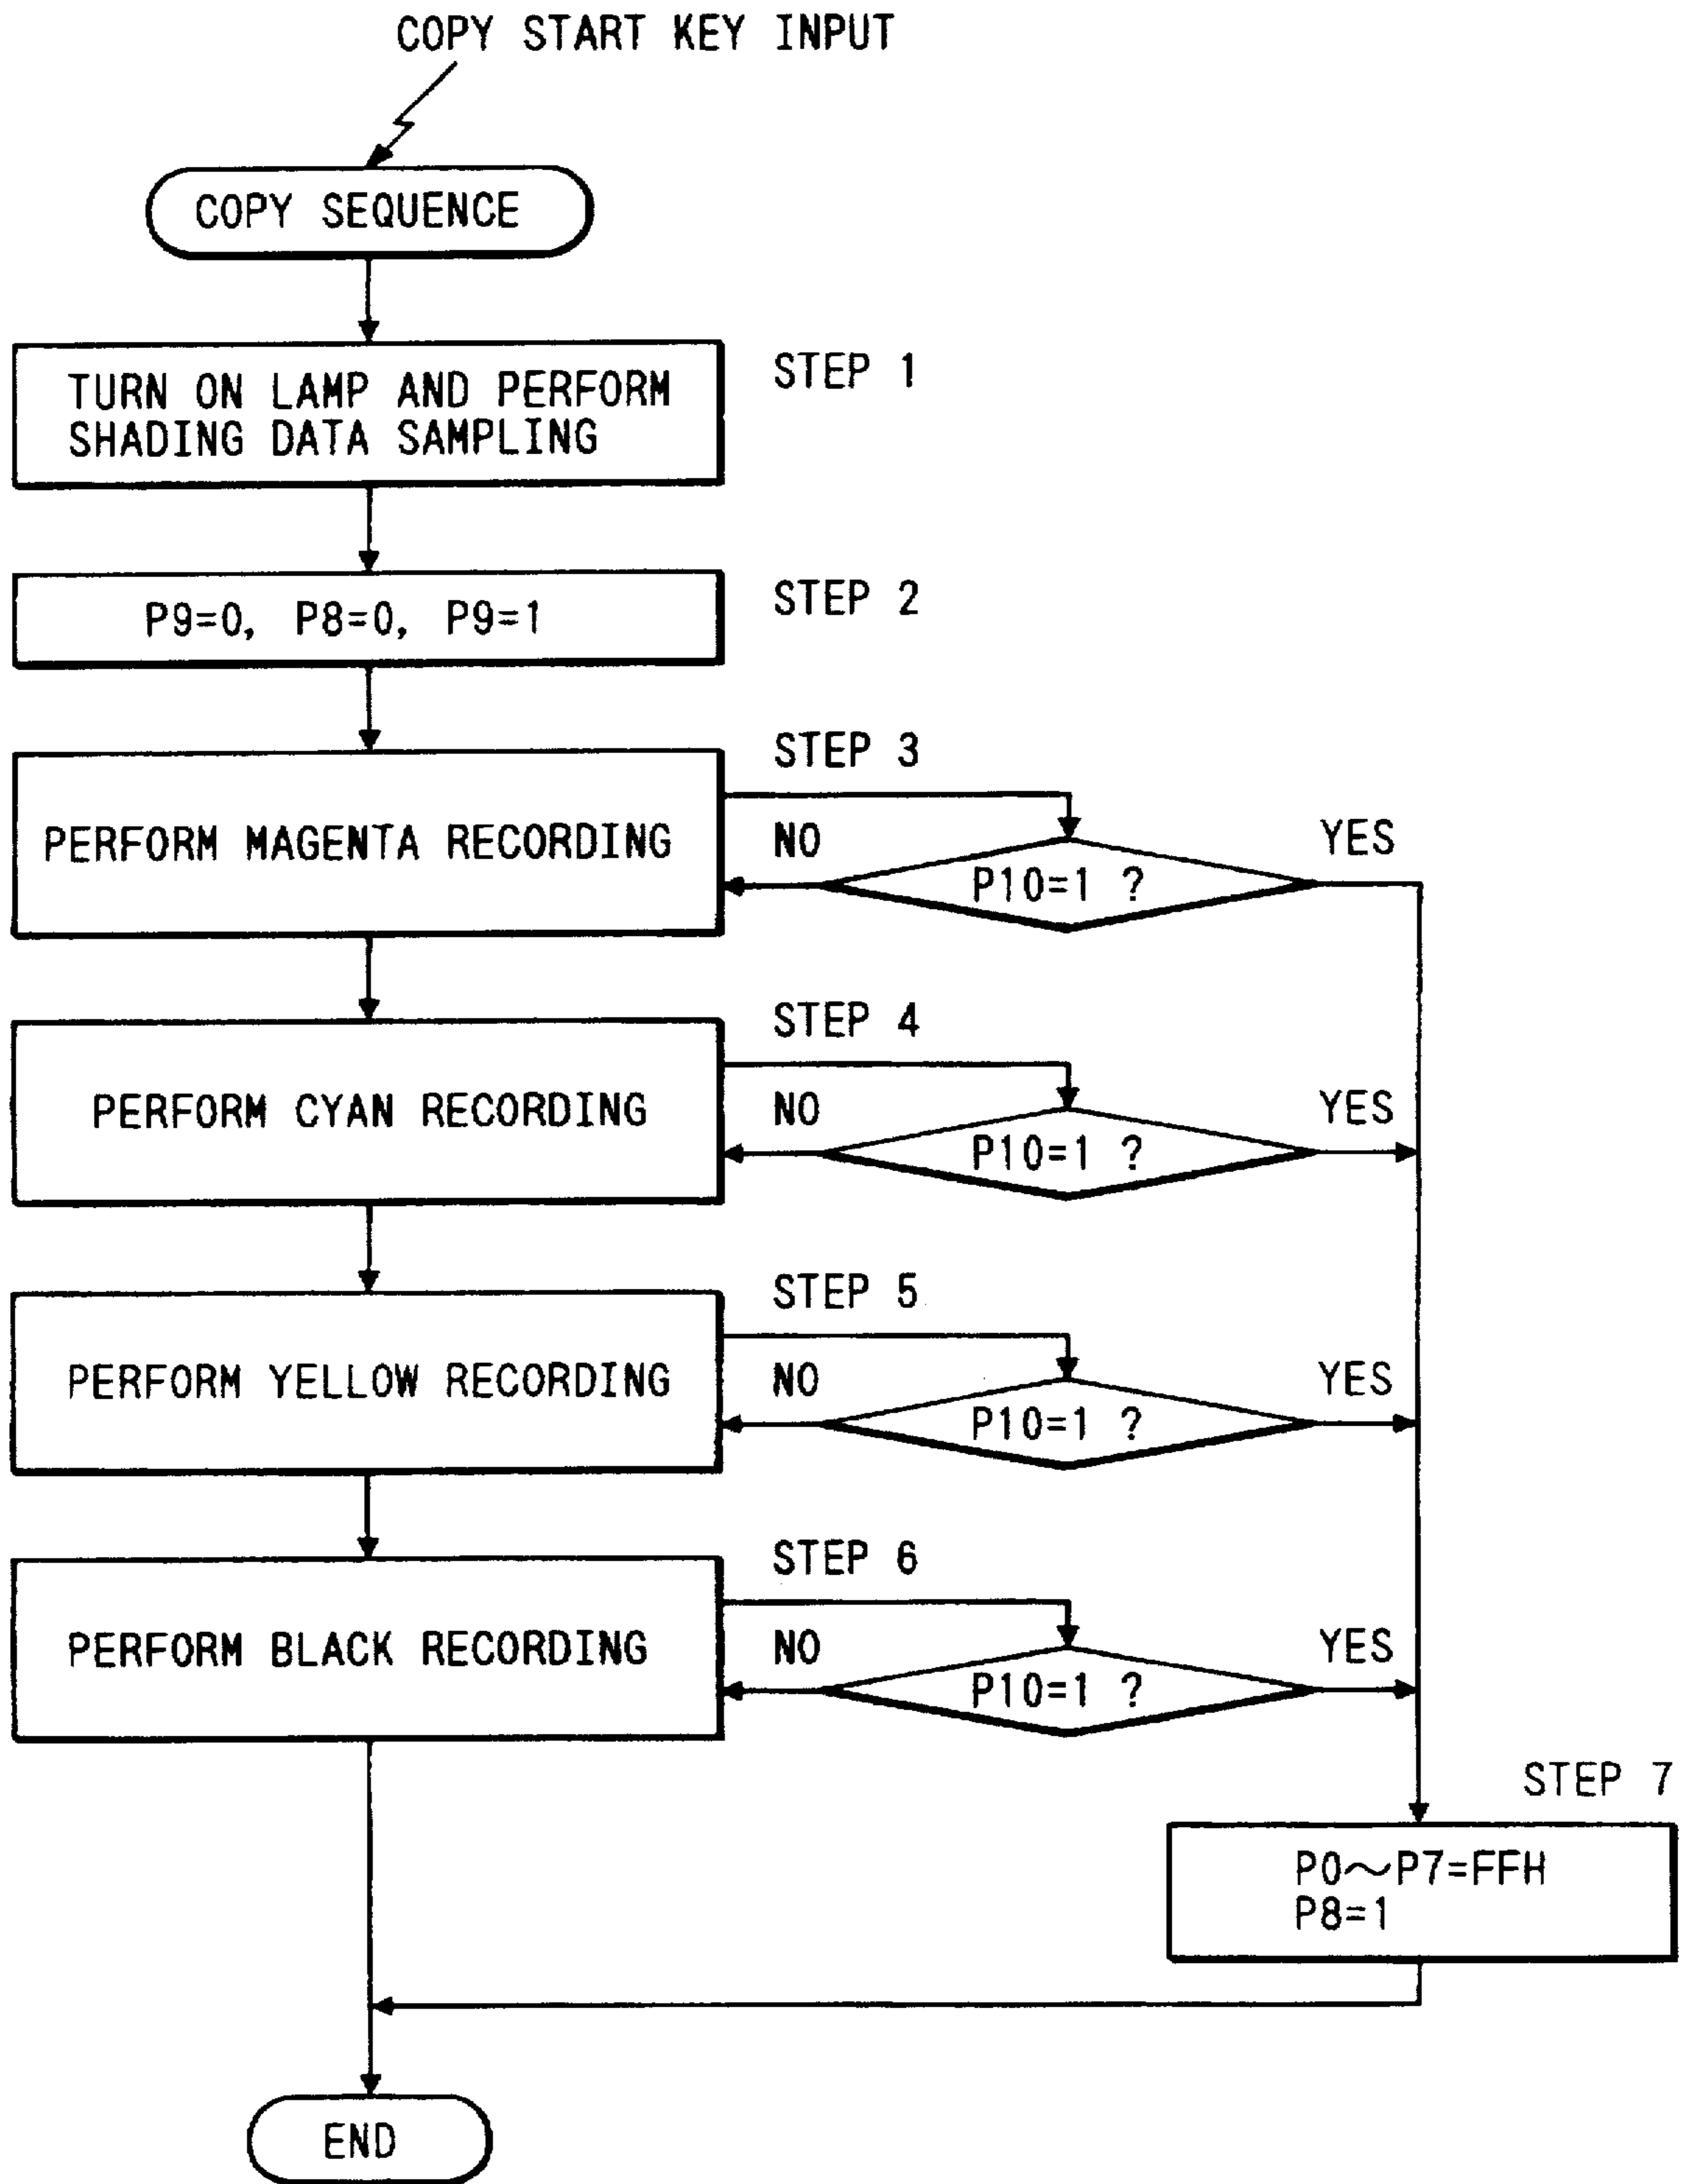 COPY START KEY INPUT
COPY SEQUENCE
STEP 1
TURN ON LAMP AND PERFORM
SHADING DATA SAMPLING
STEP 2
P9=0, P8=0, P9=1
STEP 3
PERFORM MAGENTA RECORDING
NO
P10=1 ?
YES
STEP 4
PERFORM CYAN RECORDING
NO
P10=1 ?
YES
STEP 5
PERFORM YELLOW RECORDING
NO
P10=1 ?
YES
STEP 6
PERFORM BLACK RECORDING
NO
P10=1 ?
YES
STEP 7
P0～P7=FFH
P8=1
END